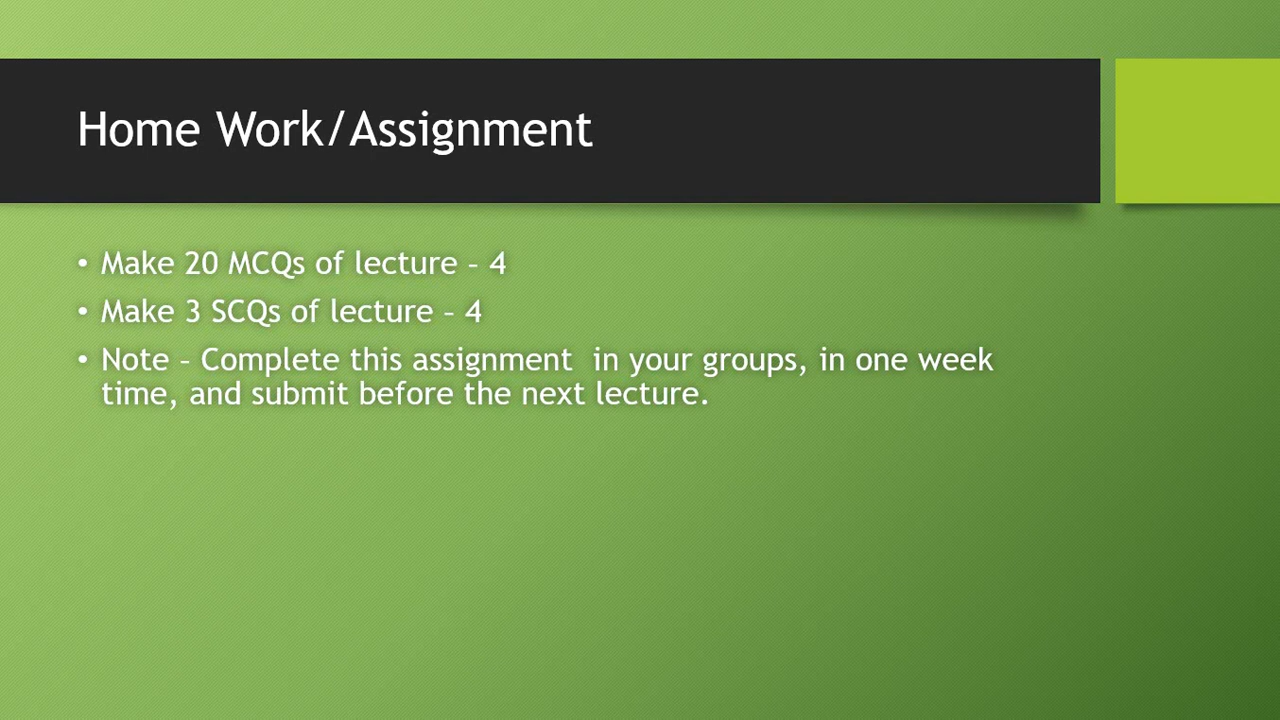 Home Work/Assignment
• Make 20 MCQs of lecture – 4
• Make 3 SCQs of lecture – 4
• Note – Complete this assignment  in your groups, in one week
time, and submit before the next lecture.